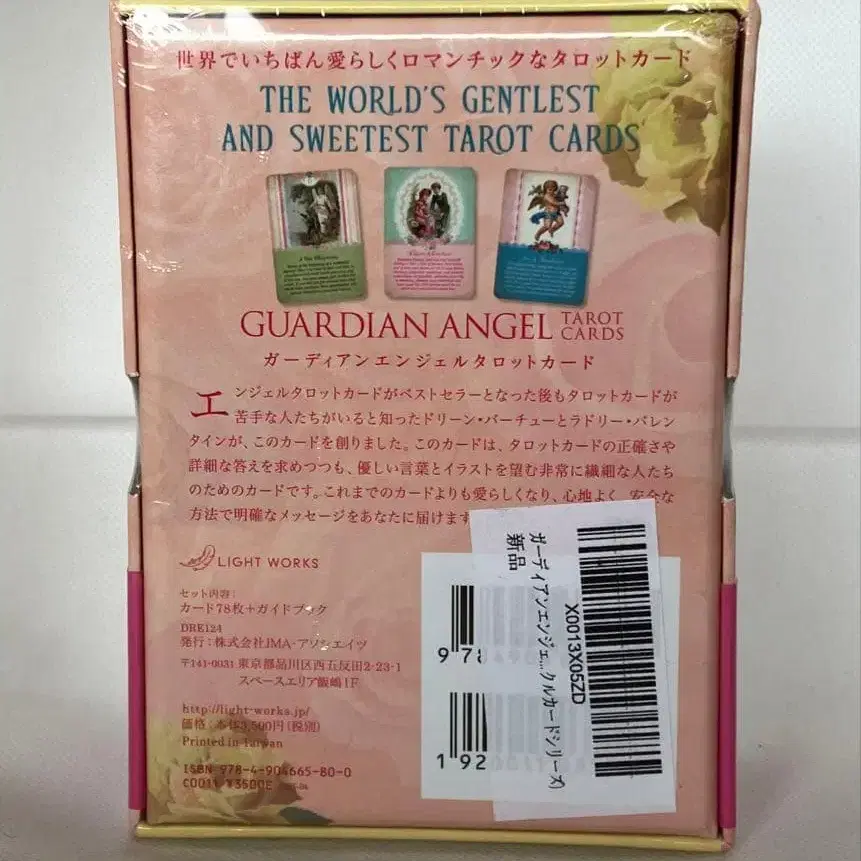 世界でいちばん愛らしくロマンチックなタロットカード
THE WORLD'S GENTLEST
AND SWEETEST TAROT CARDS
GUARDIAN ANGEL TAROT CARDS
ガーディアンエンジェルタロットカード
エンジェルタロットカードがベストセラーとなった後もタロットカードが
苦手な人たちがいると知ったドリーン・バーチューとラドリー・バレン
タインが、このカードを創りました。このカードは、タロットカードの正確さや
詳細な答えを求めつつも、優しい言葉とイラストを望む非常に繊細な人たち
のためのカードです。これまでのカードよりも愛らしくなり、心地よく、安全な
方法で明確なメッセージをあなたに届けます
LIGHT WORKS
セット内容:
カード78枚+ガイドブック
DRE124
発行:株式会社JMA・アソシエイツ
〒141-0031 東京都品川区西五反田2-23-1
スペースエリア飯嶋1F
http://light-works.jp/
価格:本体3,500円(税別)
Printed in Taiwan
ISBN 978-4-904665-80-0
C0011 ¥3500E
978
192
X0013X05ZD
ガーディアンエンジェ...クルカードシリーズ)
新品